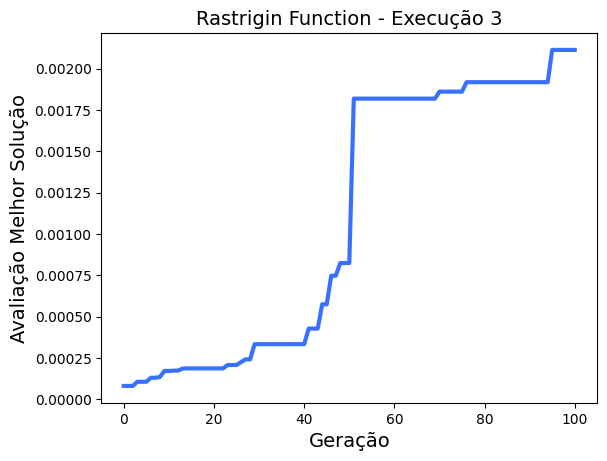 Rastrigin Function - Execução 3
Avaliação Melhor Solução
0.00200
0.00175
0.00150
0.00125
0.00100
0.00075
0.00050
0.00025
0.00000
0 20 40 60 80 100
Geração